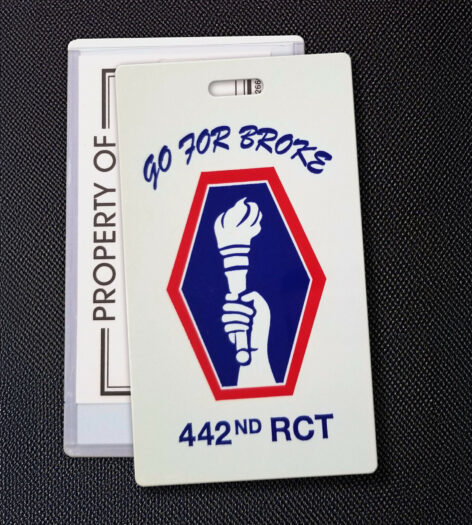 GO FOR BROKE
442ND RCT
PROPERTY OF